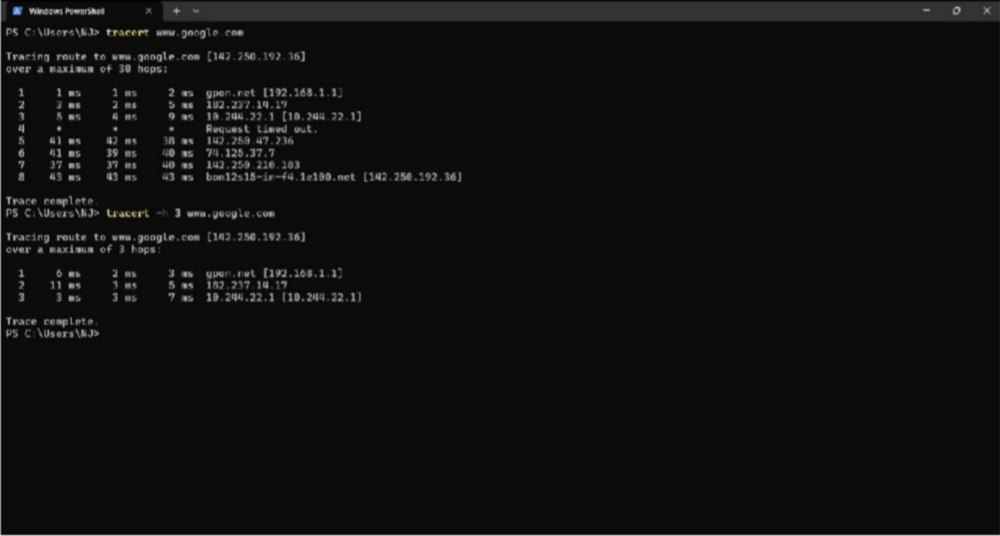 Windows PowerShell
PS C:\Users\NJ> tracert www.google.com
Tracing route to www.google.com [142.250.192.36]
over a maximum of 30 hops:
1 1 ms 1 ms 2 ms gpon.net [192.168.1.1]
2 3 ms 2 ms 5 ms 182.237.14.17
3 5 ms 4 ms 9 ms 10.244.22.1 [10.244.22.1]
4 * * * Request timed out.
5 41 ms 42 ms 38 ms 142.250.47.236
6 41 ms 39 ms 40 ms 74.125.37.7
7 37 ms 37 ms 40 ms 142.250.210.183
8 43 ms 43 ms 43 ms bom12s15-in-f4.1e100.net [142.250.192.36]
Trace complete.
PS C:\Users\NJ> tracert -h 3 www.google.com
Tracing route to www.google.com [142.250.192.36]
over a maximum of 3 hops:
1 6 ms 2 ms 3 ms gpon.net [192.168.1.1]
2 11 ms 3 ms 5 ms 182.237.14.17
3 3 ms 3 ms 7 ms 10.244.22.1 [10.244.22.1]
Trace complete.
PS C:\Users\NJ>